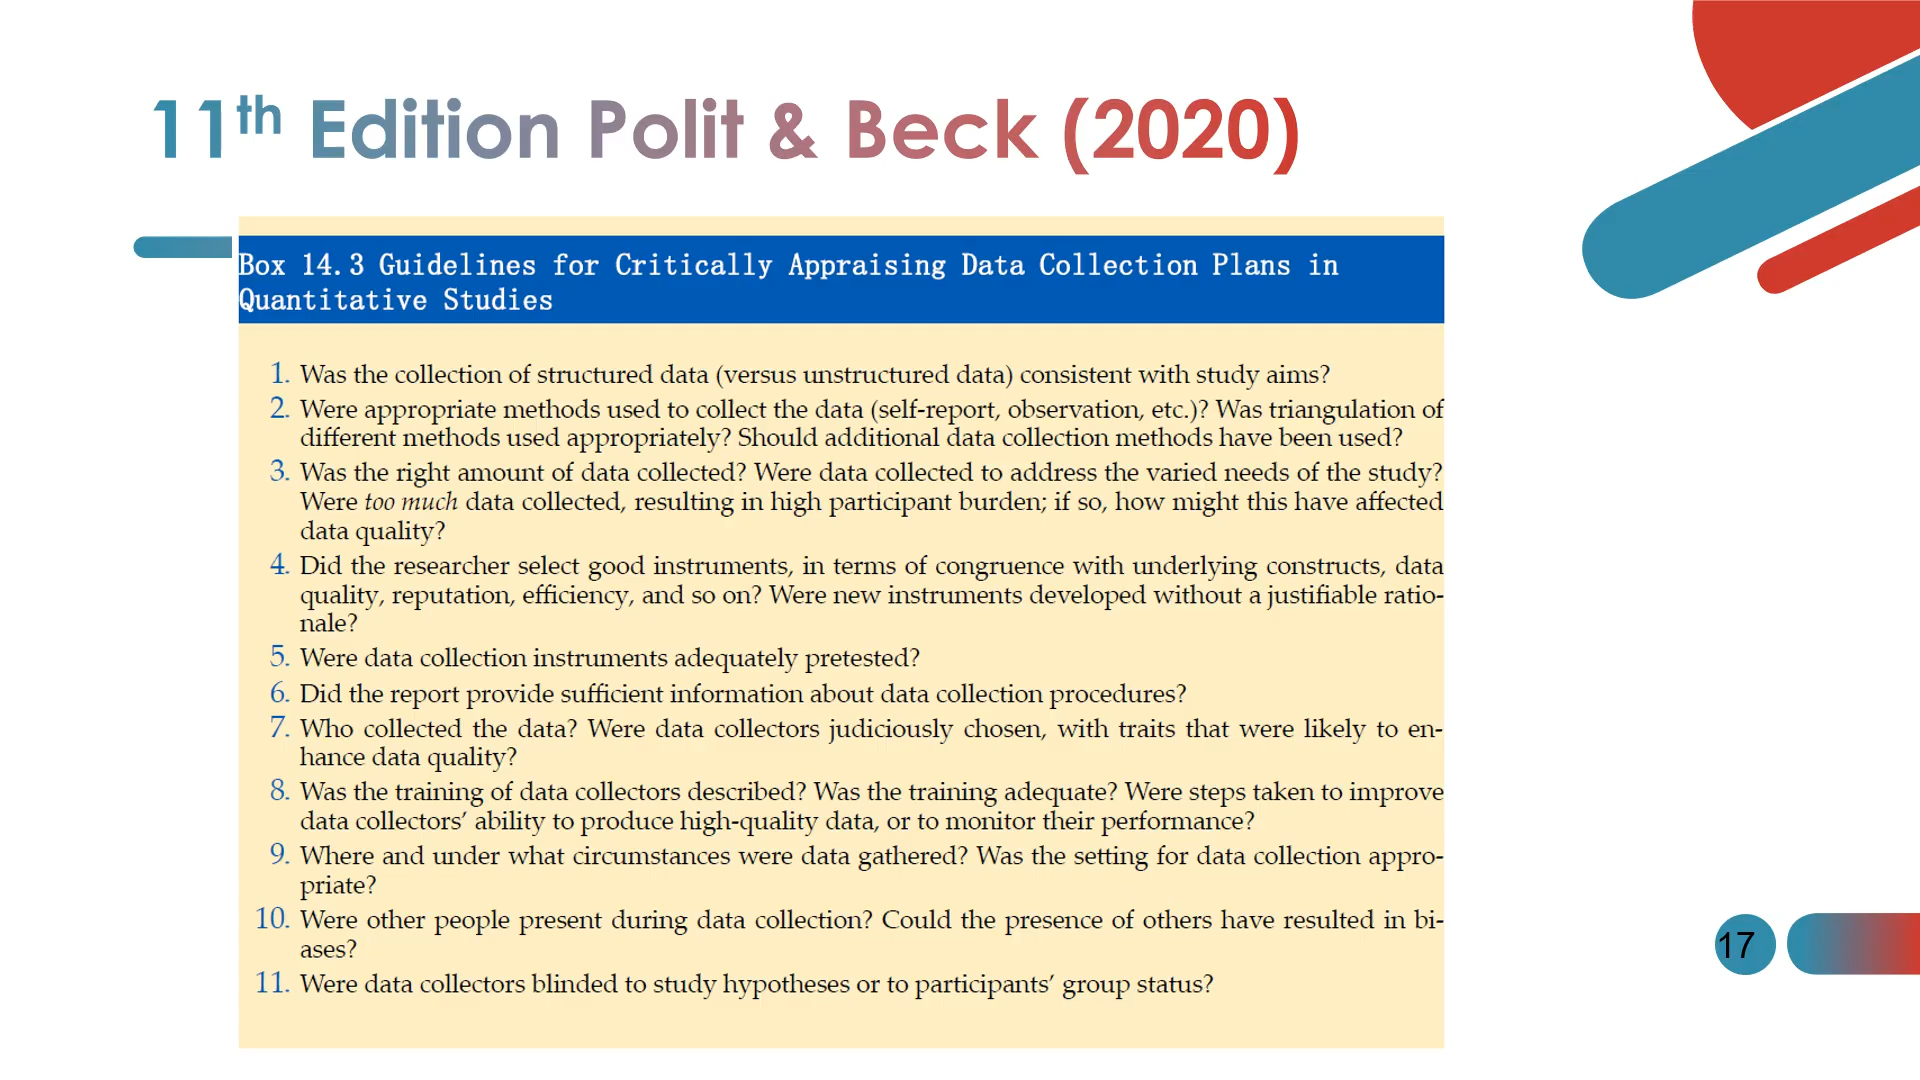 11th Edition Polit & Beck (2020)
Box 14.3 Guidelines for Critically Appraising Data Collection Plans in
Quantitative Studies
1. Was the collection of structured data (versus unstructured data) consistent with study aims?
2. Were appropriate methods used to collect the data (self-report, observation, etc.)? Was triangulation of
different methods used appropriately? Should additional data collection methods have been used?
3. Was the right amount of data collected? Were data collected to address the varied needs of the study?
Were too much data collected, resulting in high participant burden; if so, how might this have affected
data quality?
4. Did the researcher select good instruments, in terms of congruence with underlying constructs, data
quality, reputation, efficiency, and so on? Were new instruments developed without a justifiable ratio-
nale?
5. Were data collection instruments adequately pretested?
6. Did the report provide sufficient information about data collection procedures?
7. Who collected the data? Were data collectors judiciously chosen, with traits that were likely to en-
hance data quality?
8. Was the training of data collectors described? Was the training adequate? Were steps taken to improve
data collectors' ability to produce high-quality data, or to monitor their performance?
9. Where and under what circumstances were data gathered? Was the setting for data collection appro-
priate?
10. Were other people present during data collection? Could the presence of others have resulted in bi-
ases?
11. Were data collectors blinded to study hypotheses or to participants' group status?
17